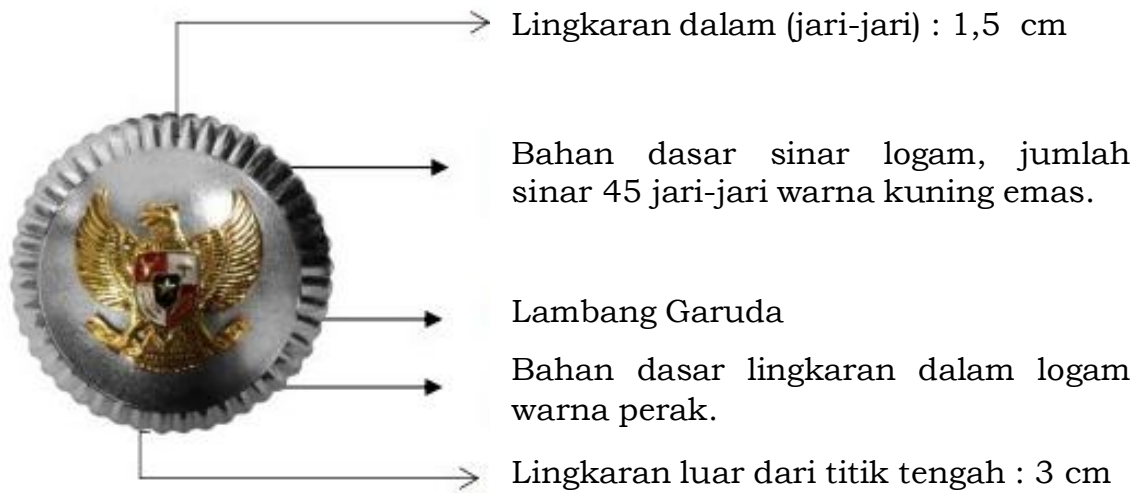 Lingkaran dalam (jari-jari) : 1,5 cm
Bahan dasar sinar logam, jumlah
sinar 45 jari-jari warna kuning emas.
Lambang Garuda
Bahan dasar lingkaran dalam logam
warna perak.
Lingkaran luar dari titik tengah : 3 cm